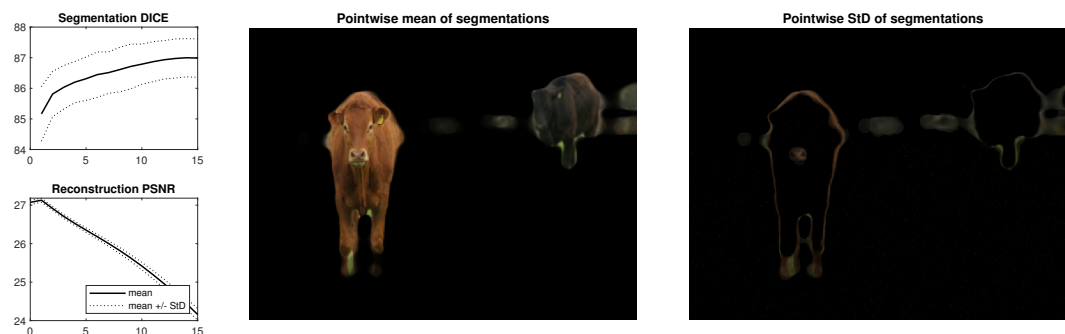 Segmentation DICE
88
87
86
85
84
0 5 10 15
Reconstruction PSNR
27
26
25
24
mean
mean +/- StD
0 5 10 15
Pointwise mean of segmentations
Pointwise StD of segmentations